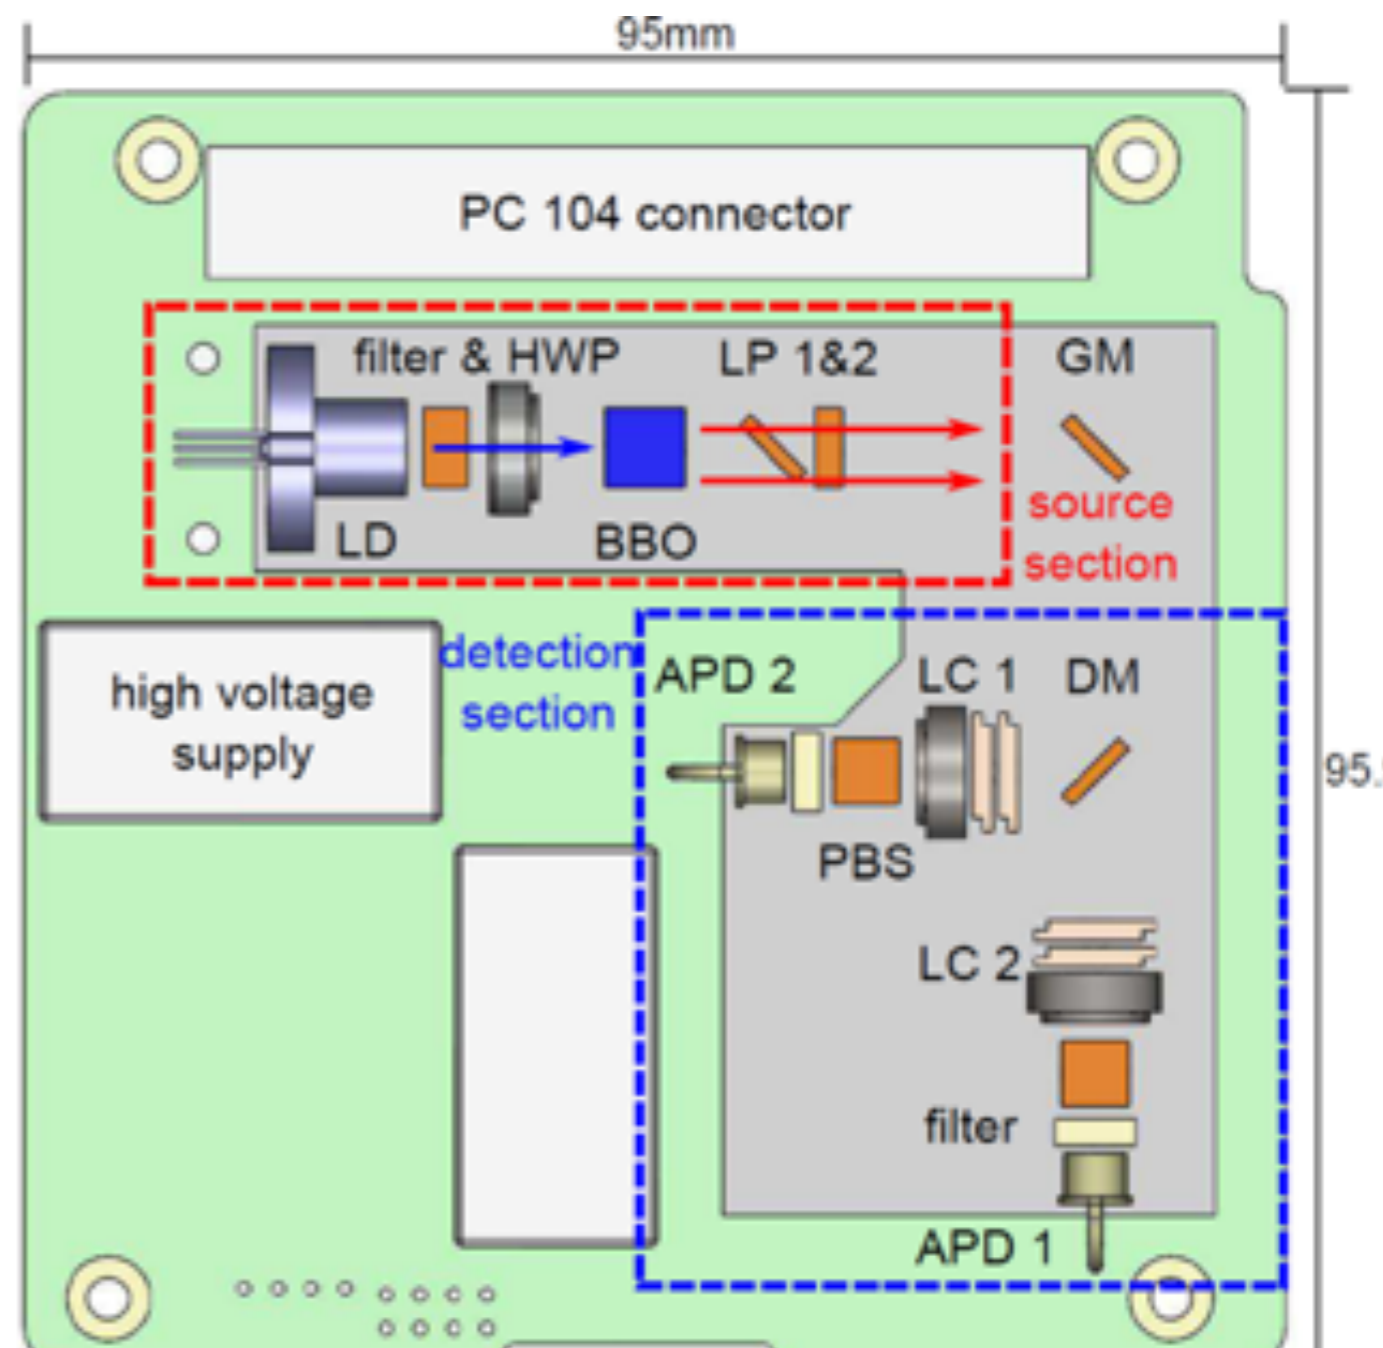 95mm
PC 104 connector
filter & HWP
LP 1&2
GM
LD
BBO
source
section
high voltage
supply
detection
section
APD 2
LC 1
DM
95.
PBS
LC 2
filter
APD 1